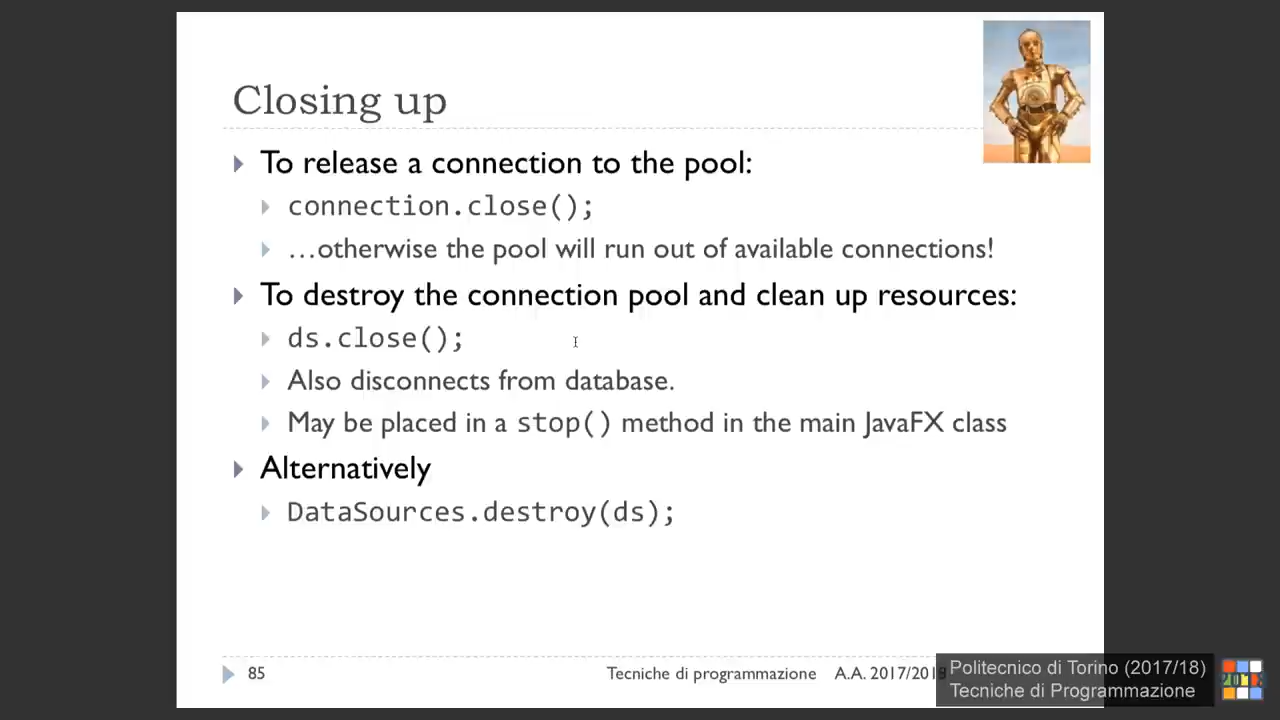 Closing up
To release a connection to the pool:
connection.close();
…otherwise the pool will run out of available connections!
To destroy the connection pool and clean up resources:
ds.close();
Also disconnects from database.
May be placed in a stop() method in the main JavaFX class
Alternatively
DataSources.destroy(ds);
85
Tecniche di programmazione A.A. 2017/201
Politecnico di Torino (2017/18)
Tecniche di Programmazione